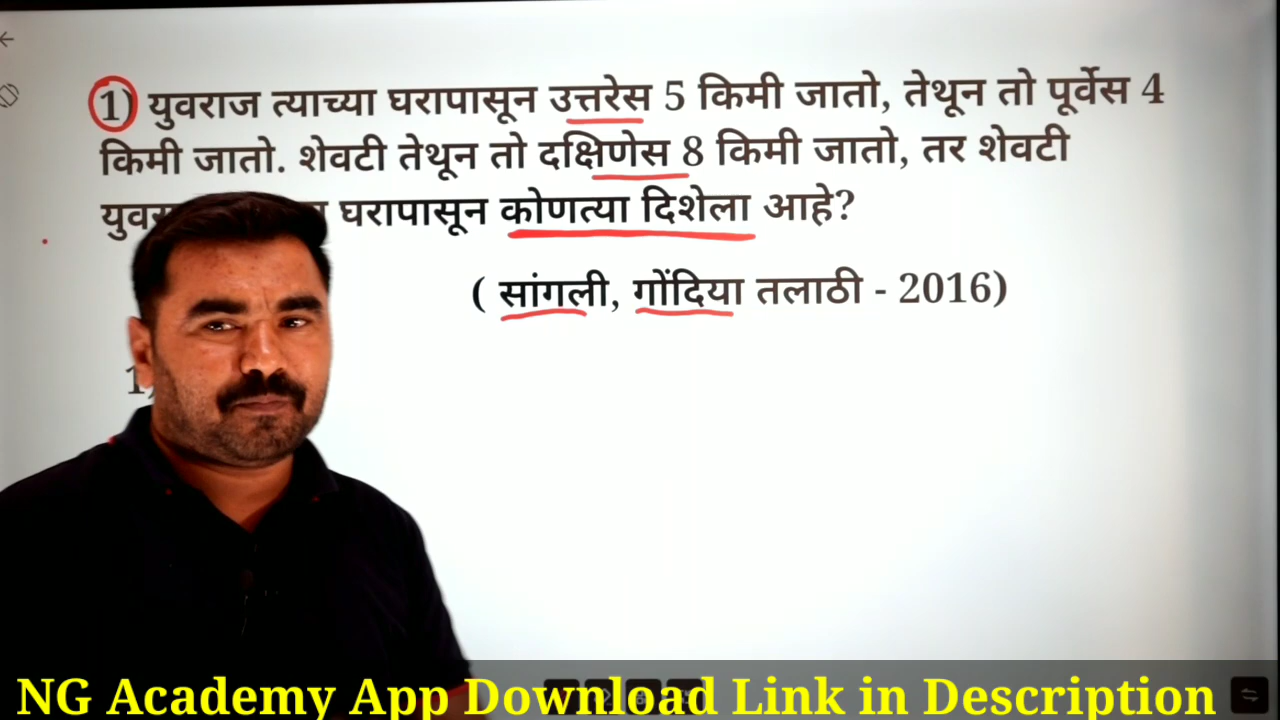 1) युवराज त्याच्या घरापासून उत्तरेस 5 किमी जातो, तेथून तो पूर्वेस 4
किमी जातो. शेवटी तेथून तो दक्षिणेस 8 किमी जातो, तर शेवटी
घरापासून कोणत्या दिशेला आहे?
( सांगली, गोंदिया तलाठी - 2016)
NG Academy App Download Link in Description